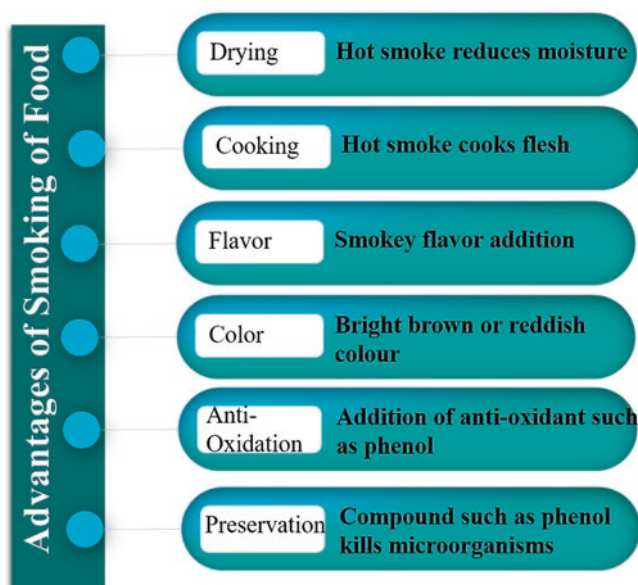 Advantages of Smoking of Food
Drying
Hot smoke reduces moisture
Cooking
Hot smoke cooks flesh
Flavor
Smokey flavor addition
Color
Bright brown or reddish
colour
Anti-
Oxidation
Addition of anti-oxidant such
as phenol
Preservation
Compound such as phenol
kills microorganisms